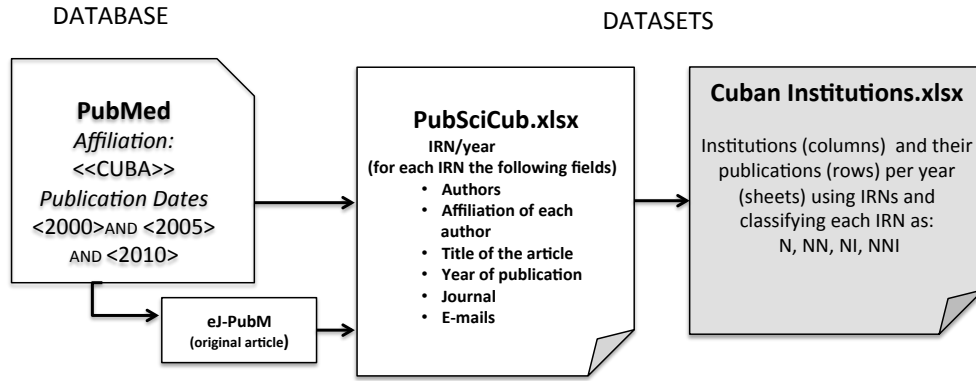 DATABASE
DATASETS
PubMed
Affiliation:
<<CUBA>>
Publication Dates
<2000>AND <2005>
AND <2010>
eJ-PubM
(original article)
PubSciCub.xlsx
IRN/year
(for each IRN the following fields)
• Authors
• Affiliation of each
author
• Title of the article
• Year of publication
• Journal
• E-mails
Cuban Institutions.xlsx
Institutions (columns) and their
publications (rows) per year
(sheets) using IRNs and
classifying each IRN as:
N, NN, NI, NNI